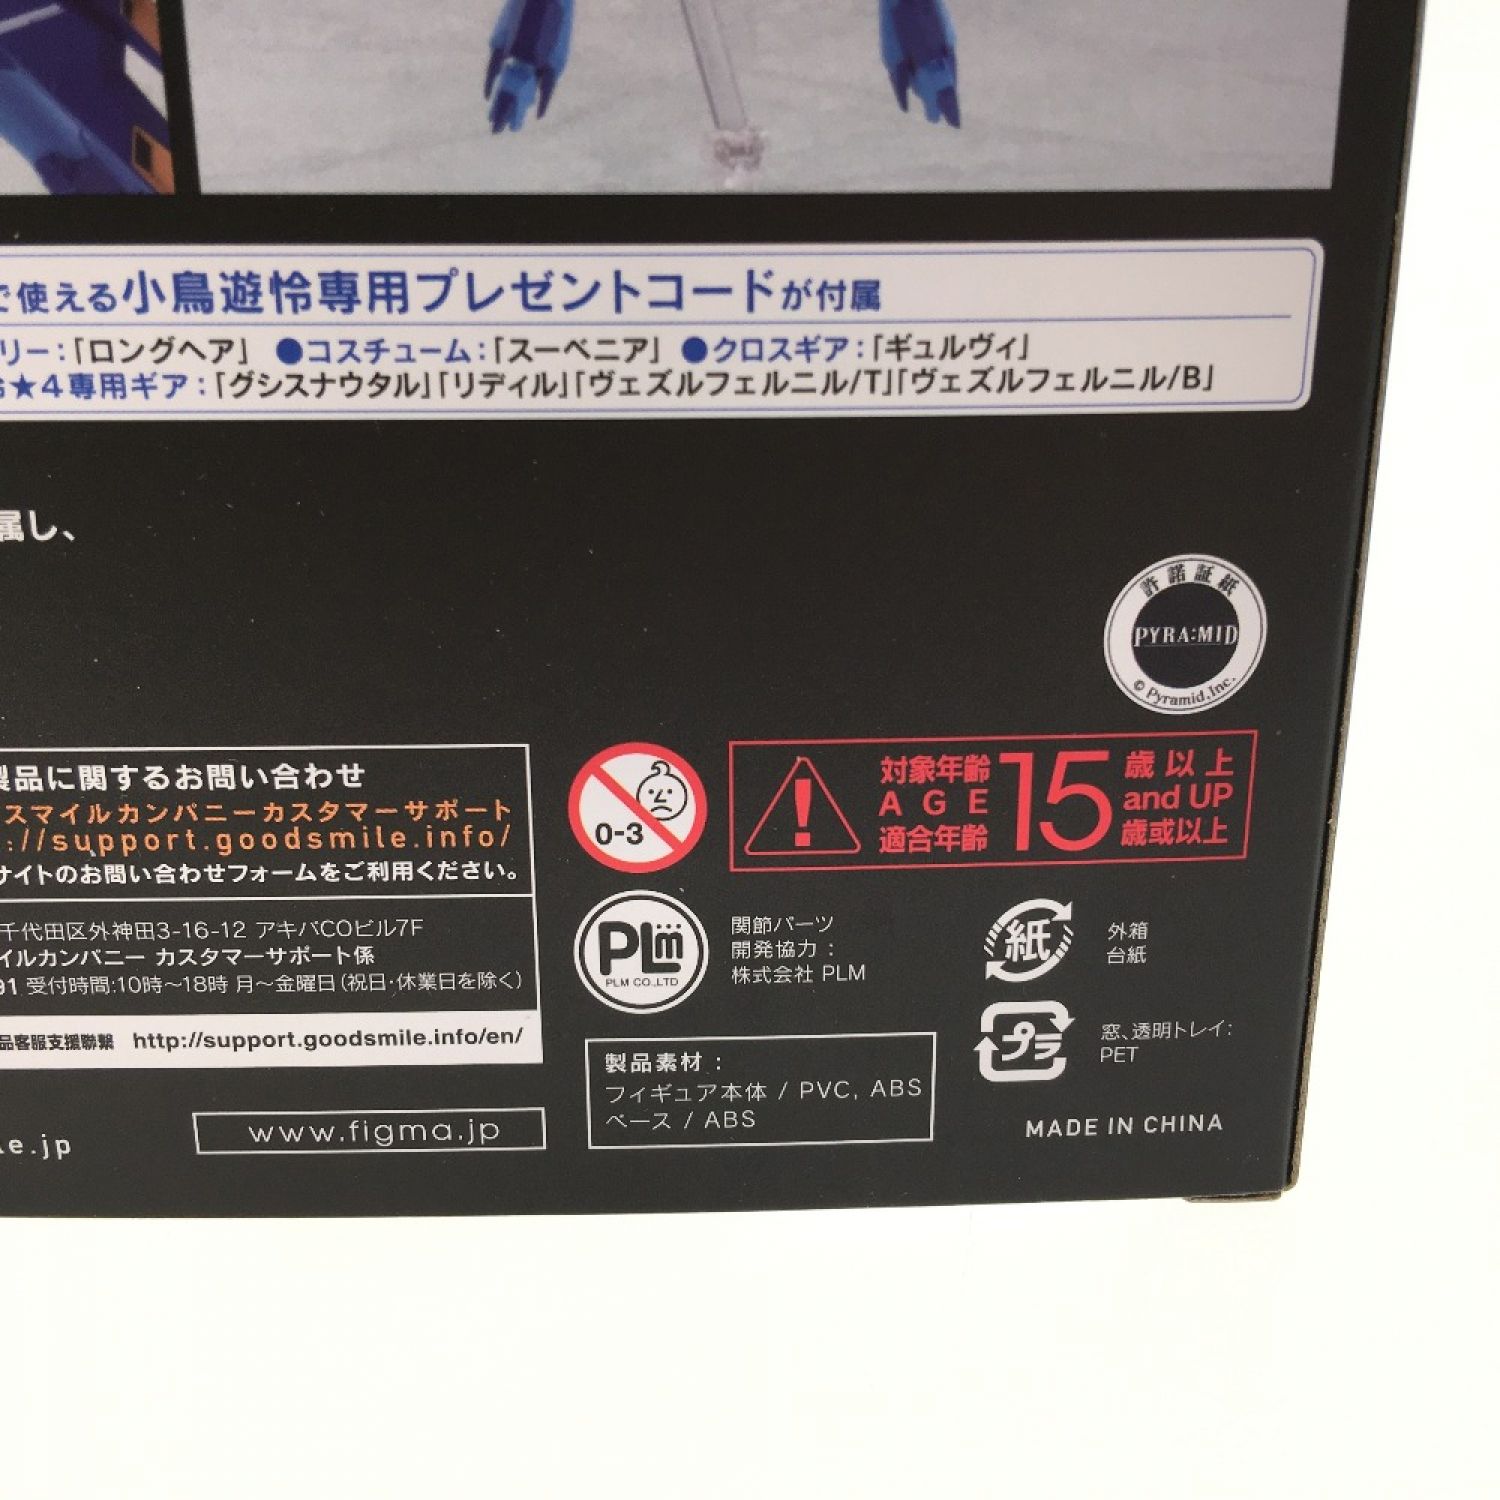 で使える小鳥遊怜専用プレゼントコードが付属
リー:「ロングヘア」 ●コスチューム:「スーベニア」 ●クロスギア:「ギュルヴィ」
★4専用ギア:「グシスナウタル」「リディル」「ヴェズルフェルニル/T」「ヴェズルフェルニル/B」
属し、
許諾証紙
PYRA:MID
© Pyramid,Inc.
製品に関するお問い合わせ
スマイルカンパニーカスタマーサポート
://support.goodsmile.info/
サイトのお問い合わせフォームをご利用ください。
千代田区外神田3-16-12 アキバCOビル7F
イルカンパニー カスタマーサポート係
91 受付時間:10時〜18時 月〜金曜日(祝日・休業日を除く)
品客服支援聯繫 http://support.goodsmile.info/en/
e.jp
www.figma.jp
0-3
対象年齢 15 歳以上
AGE and UP
適合年齢 歲或以上
PLM
PLM CO.,LTD
関節パーツ
開発協力:
株式会社 PLM
紙
外箱
台紙
プラ
窓、透明トレイ:
PET
製品素材:
フィギュア本体 / PVC, ABS
ベース / ABS
MADE IN CHINA